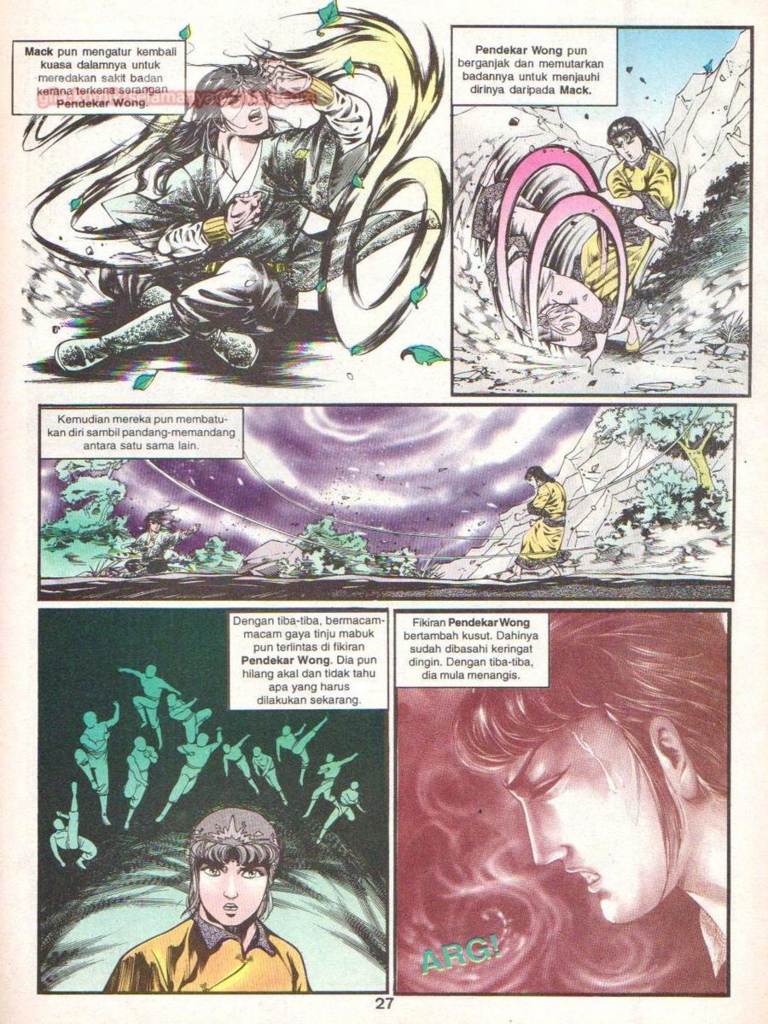 Mack pun mengatur kembali
kuasa dalamnya untuk
meredakan sakit badan
kerana terkena serangan
Pendekar Wong.
Pendekar Wong pun
berganjak dan memutarkan
badannya untuk menjauhi
dirinya daripada Mack.
Kemudian mereka pun membatu-
kan diri sambil pandang-memandang
antara satu sama lain.
Dengan tiba-tiba, bermacam-
macam gaya tinju mabuk
pun terlintas di fikiran
Pendekar Wong. Dia pun
hilang akal dan tidak tahu
apa yang harus
dilakukan sekarang.
Fikiran Pendekar Wong
bertambah kusut. Dahinya
sudah dibasahi keringat
dingin. Dengan tiba-tiba,
dia mula menangis.
ARG!
27